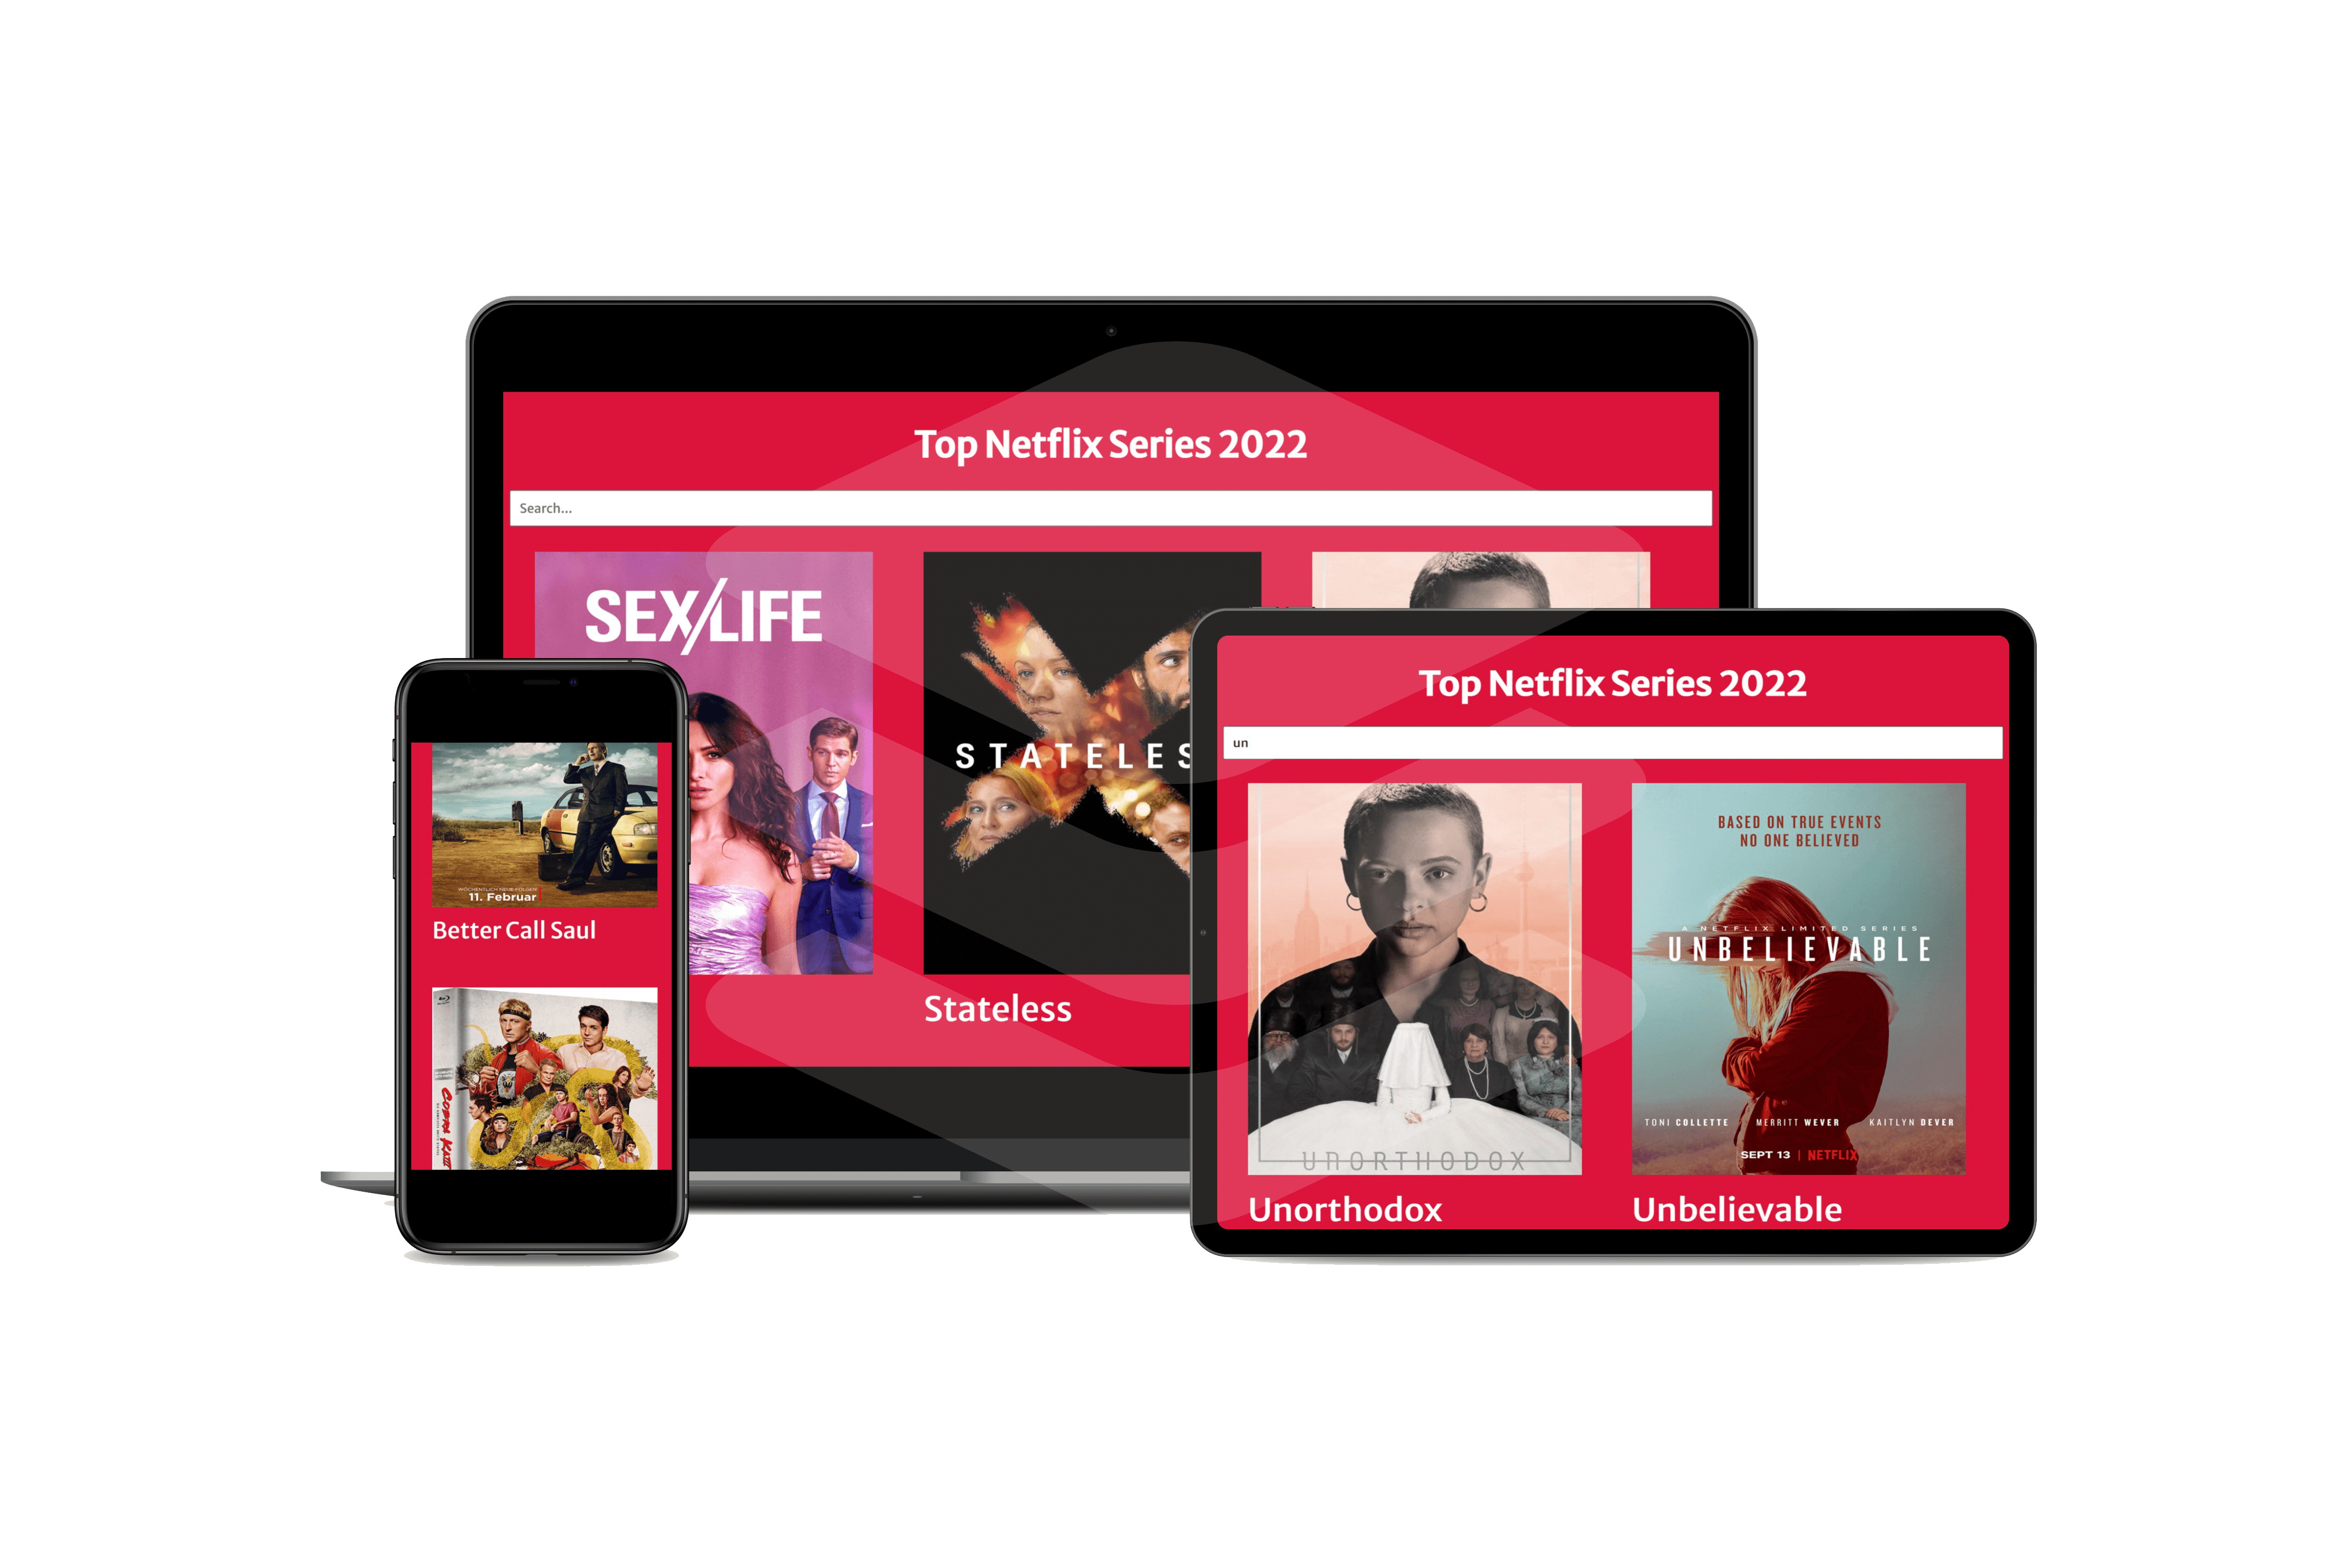 Top Netflix Series 2022
Search...
SEX/LIFE
STATELES
Stateless
WÖCHENTLICH NEUE FOLGEN
11. Februar
Better Call Saul
Top Netflix Series 2022
un
UNORTHODOX
Unorthodox
BASED ON TRUE EVENTS
NO ONE BELIEVED
A NETFLIX LIMITED SERIES
UNBELIEVABLE
TONI COLLETTE MERRITT WEVER KAITLYN DEVER
SEPT 13 | NETFLIX
Unbelievable